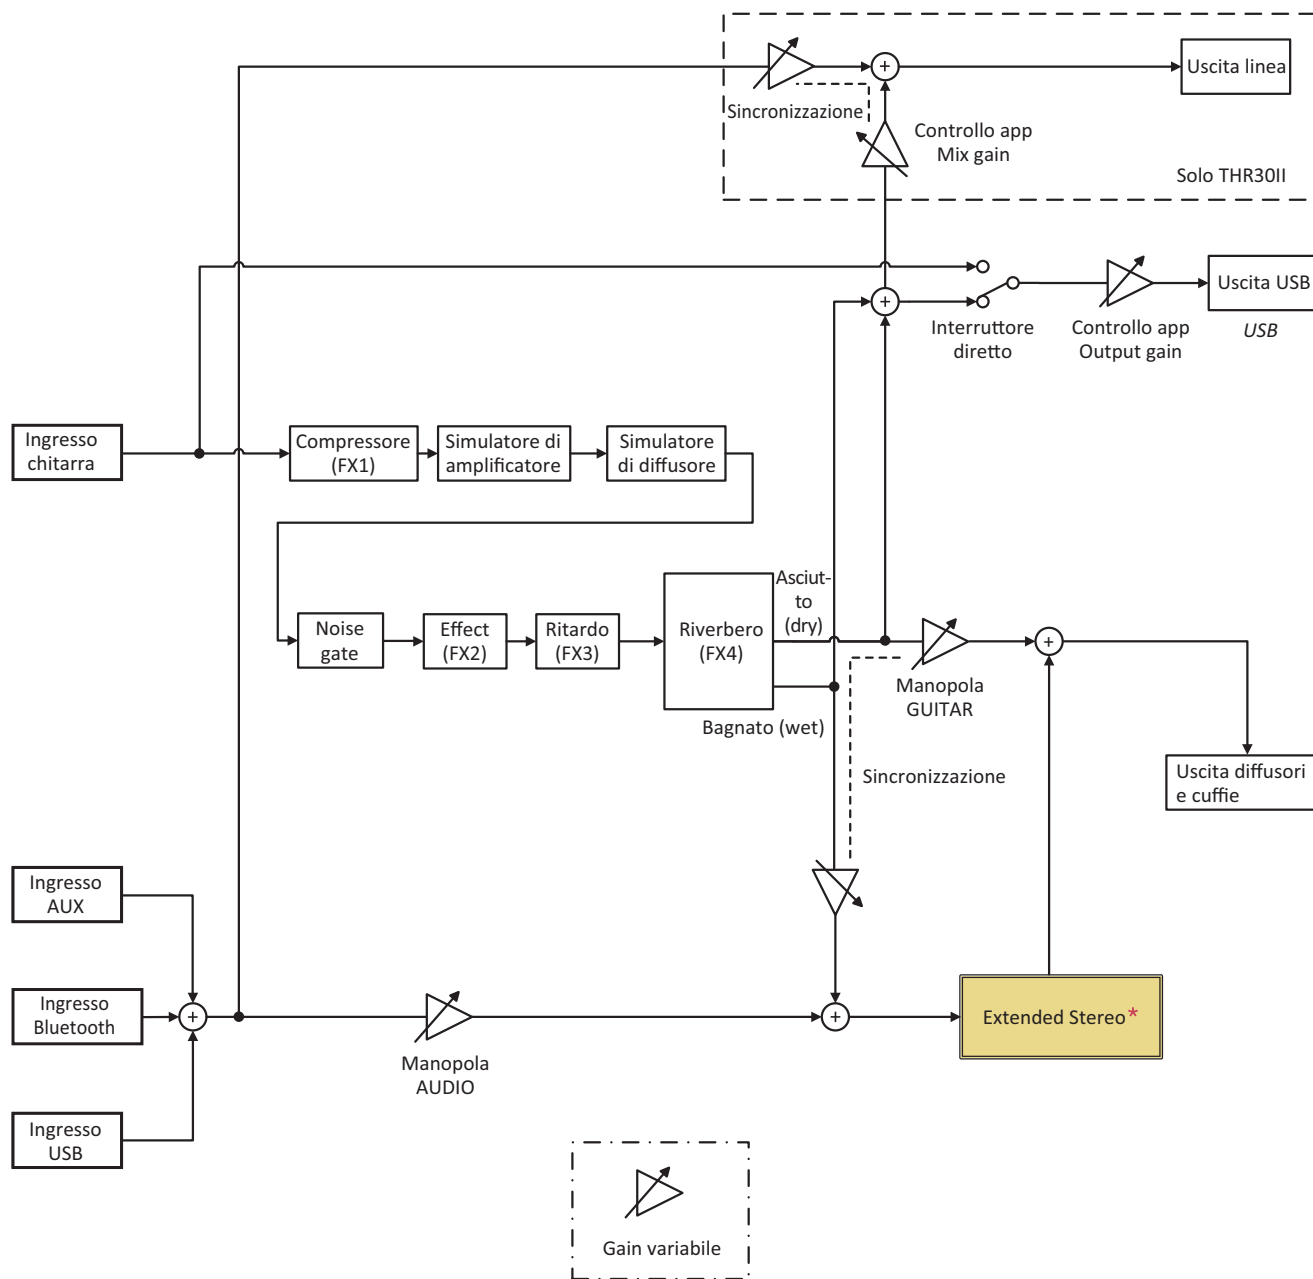 Uscita linea
Sincronizzazione
Controllo app
Mix gain
Solo THR30II
Uscita USB
USB
Interruttore
diretto
Controllo app
Output gain
Ingresso
chitarra
Compressore
(FX1)
Simulatore di
amplificatore
Simulatore
di diffusore
Noise
gate
Effect
(FX2)
Ritardo
(FX3)
Riverbero
(FX4)
Asciut-
to
(dry)
Bagnato (wet)
Manopola
GUITAR
Sincronizzazione
Uscita diffusori
e cuffie
Ingresso
AUX
Ingresso
Bluetooth
Ingresso
USB
Manopola
AUDIO
Extended Stereo*
Gain variabile